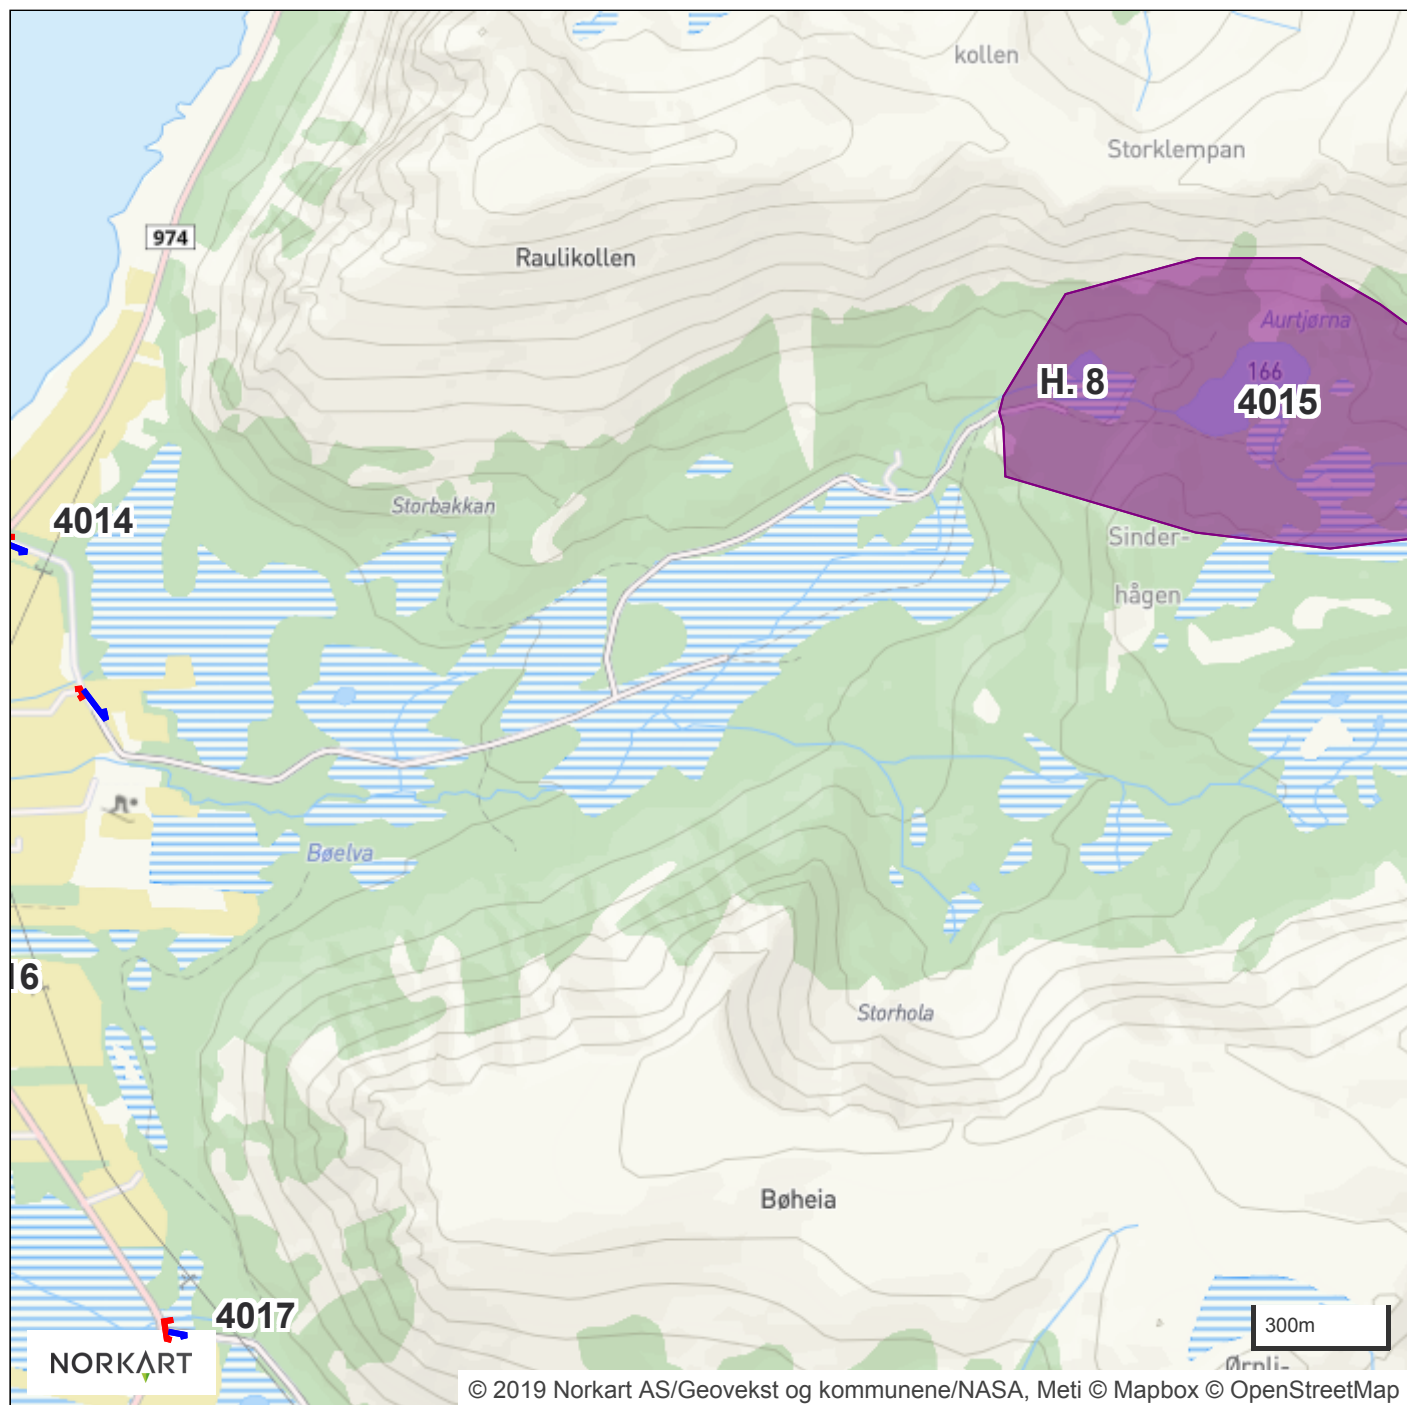 kollen
Storklempan
974
Raulikollen
Aurtjørna
166
H. 8
4015
Storbakkan
4014
Sinder-
hågen
Bøelva
16
Storhola
Bøheia
4017
300m
NORKART
Ørnli-
© 2019 Norkart AS/Geovekst og kommunene/NASA, Meti © Mapbox © OpenStreetMap